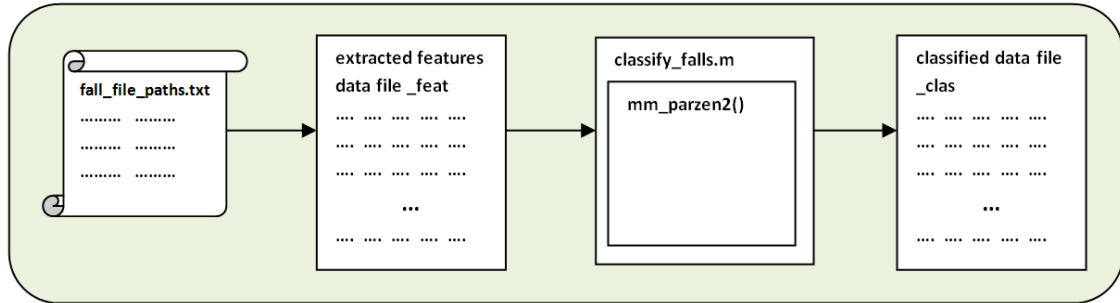 fall_file_paths.txt
......... .........
......... .........
......... .........
extracted features
data file _feat
.... .... .... .... ....
.... .... .... .... ....
.... .... .... .... ....
...
.... .... .... .... ....
classify_falls.m
mm_parzen2()
classified data file
_clas
.... .... .... .... ....
.... .... .... .... ....
.... .... .... .... ....
...
.... .... .... .... ....